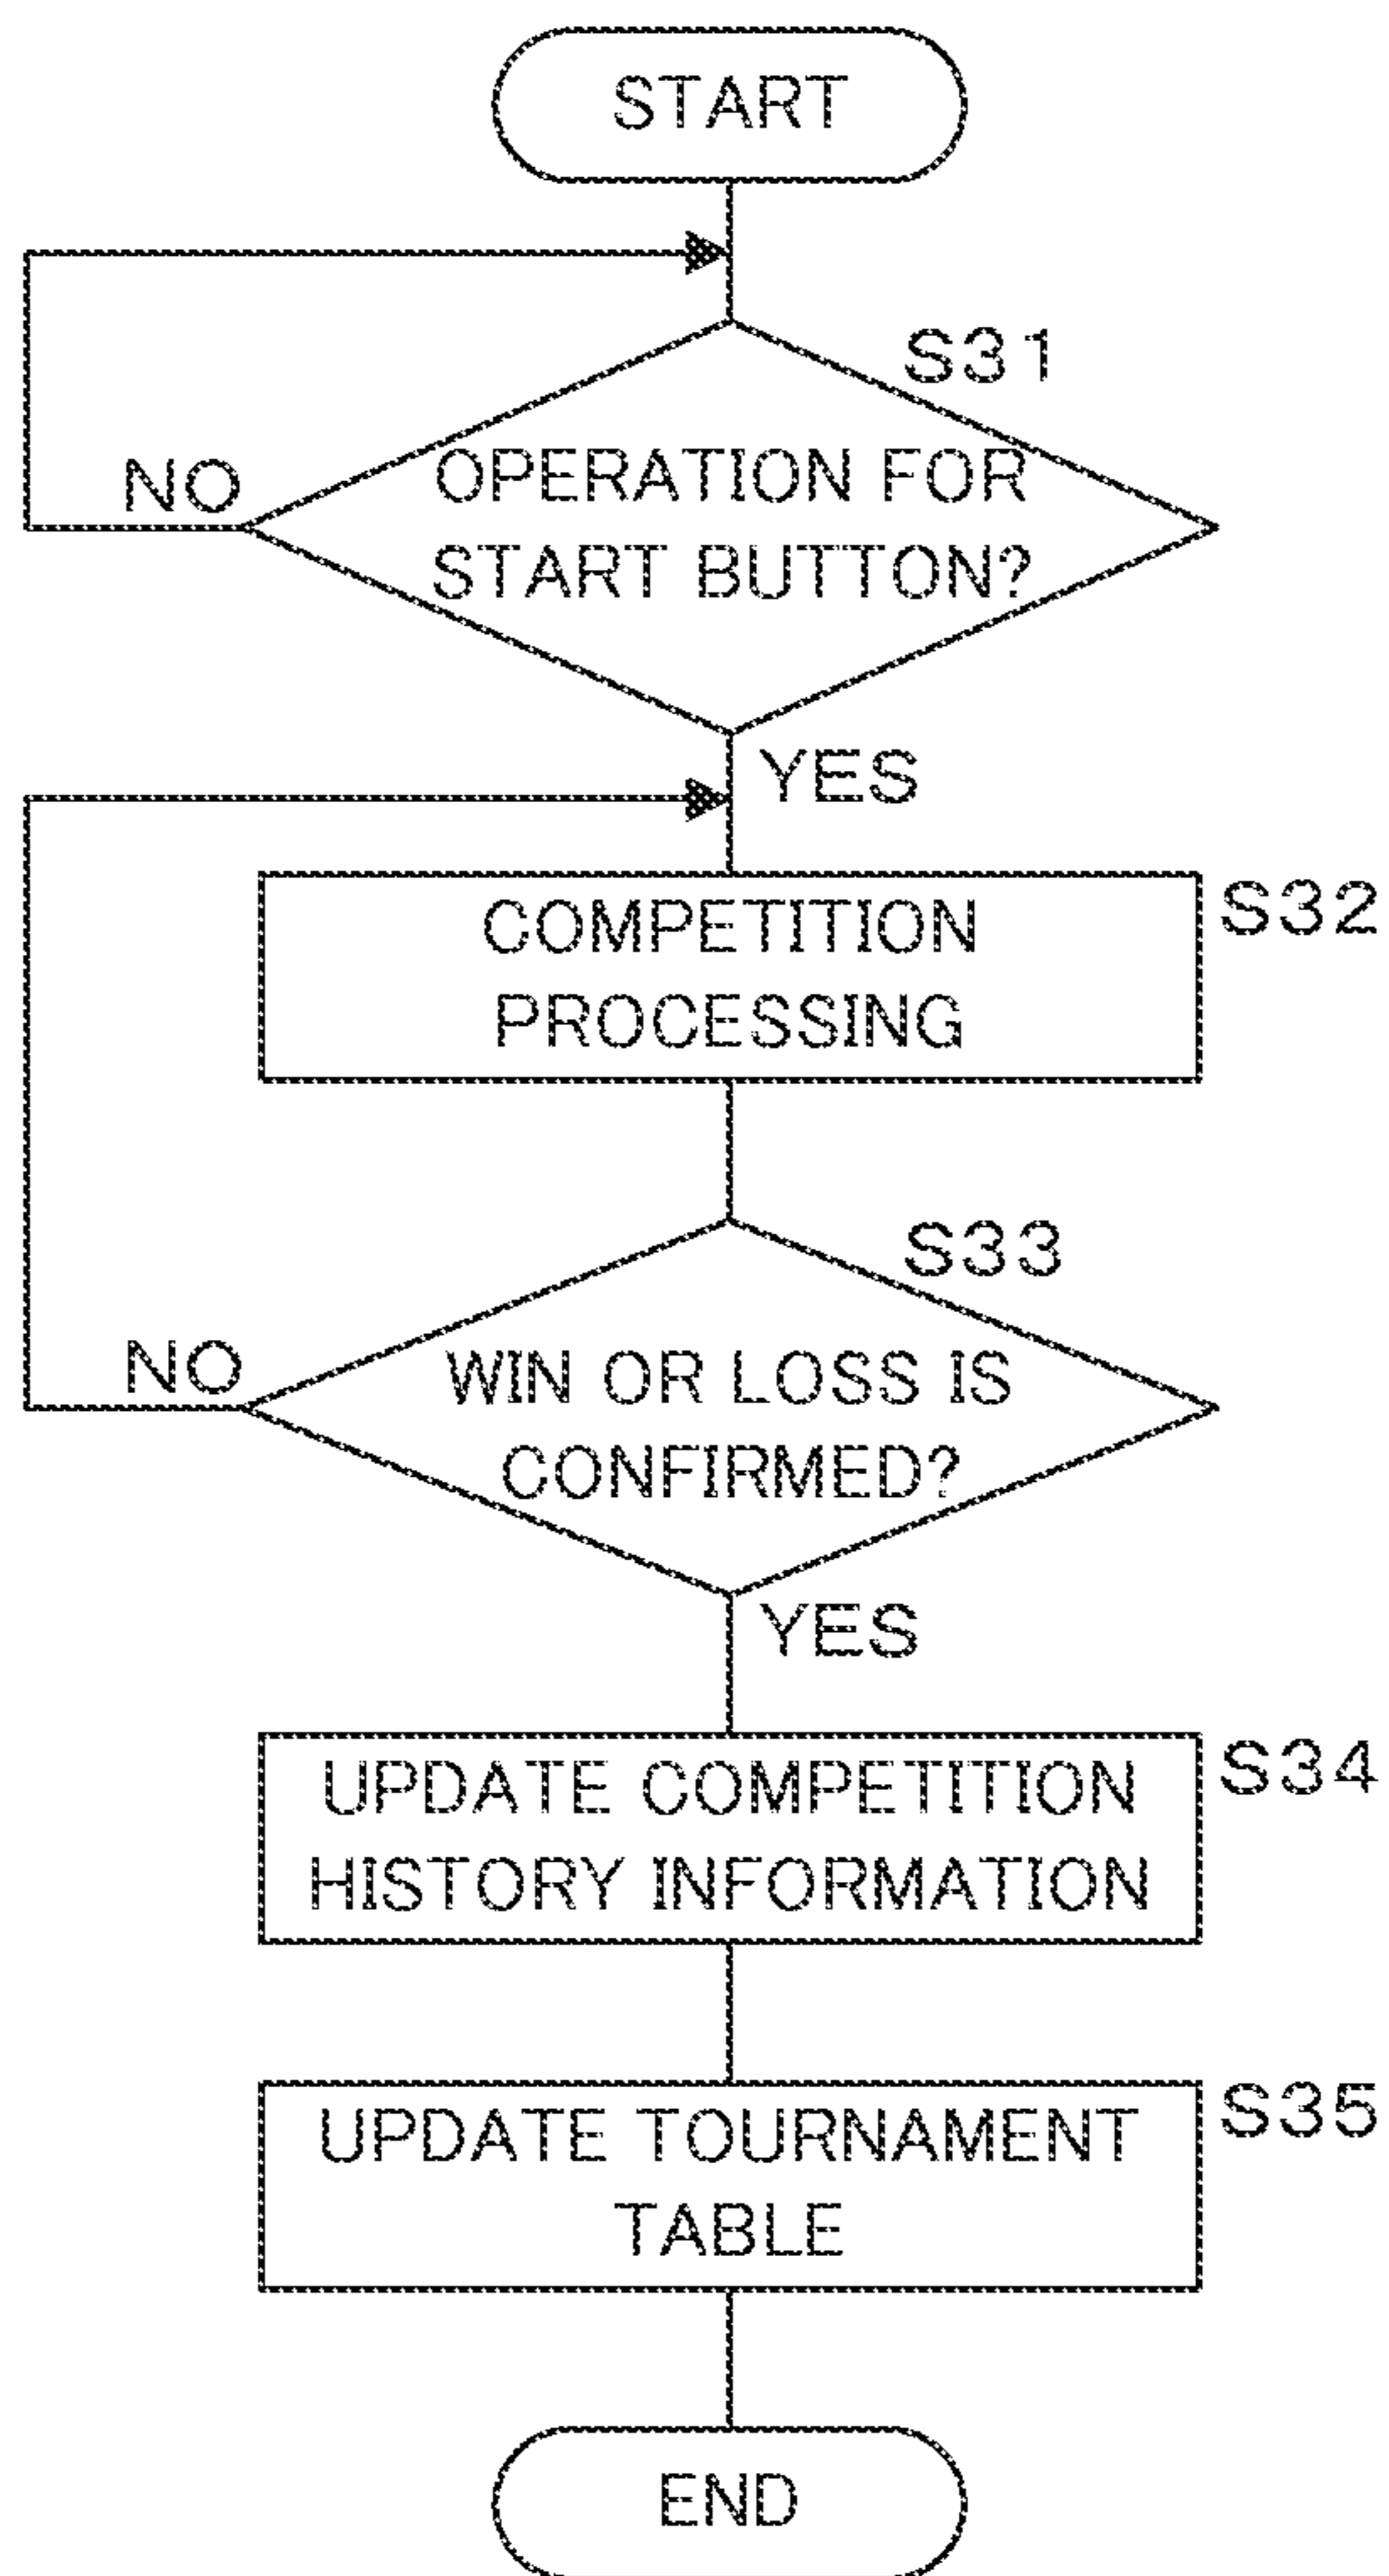 START
S31
OPERATION FOR
START BUTTON?
NO
YES
S32
COMPETITION
PROCESSING
S33
WIN OR LOSS IS
CONFIRMED?
NO
YES
S34
UPDATE COMPETITION
HISTORY INFORMATION
S35
UPDATE TOURNAMENT
TABLE
END